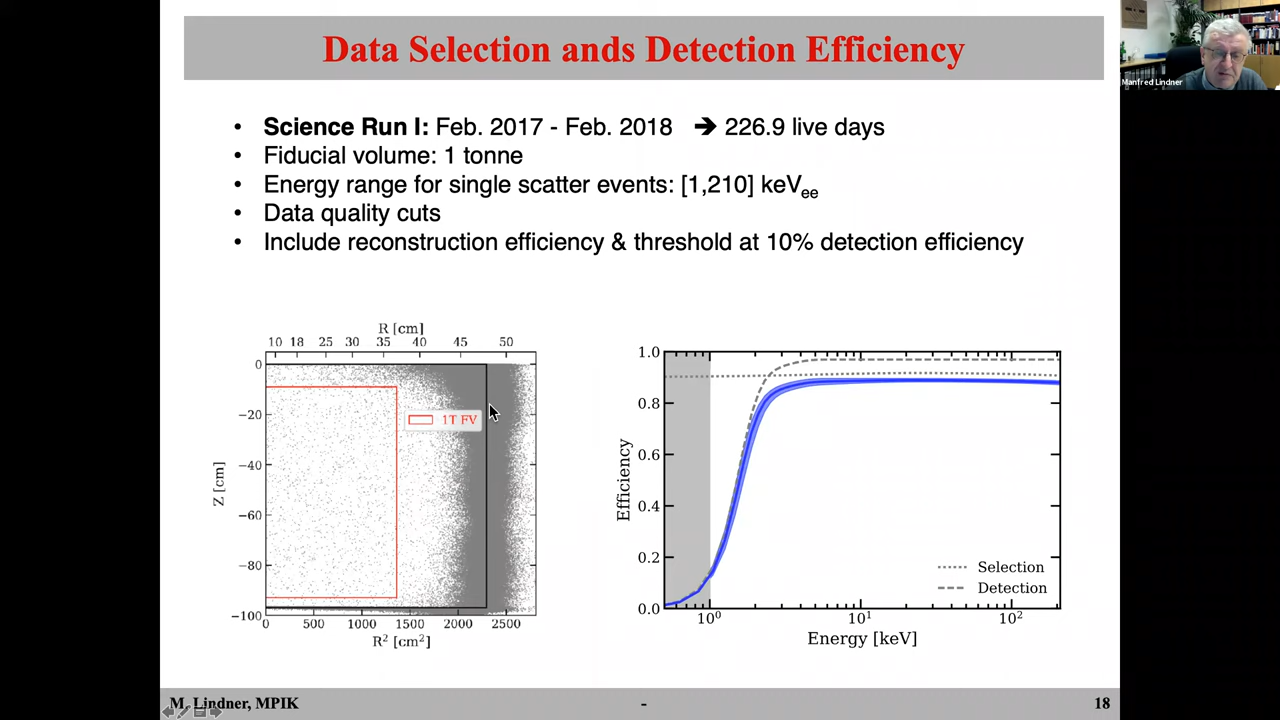 Data Selection ands Detection Efficiency
Manfred Lindner
• Science Run I: Feb. 2017 - Feb. 2018 ➔ 226.9 live days
• Fiducial volume: 1 tonne
• Energy range for single scatter events: [1,210] keVee
• Data quality cuts
• Include reconstruction efficiency & threshold at 10% detection efficiency
R [cm]
10 18 25 30 35 40 45 50
0
−20
−40
−60
−80
−100
Z [cm]
1T FV
0 500 1000 1500 2000 2500
R² [cm²]
1.0
0.8
0.6
0.4
0.2
0.0
Efficiency
Selection
Detection
10⁰ 10¹ 10²
Energy [keV]
M. Lindner, MPIK
-
18